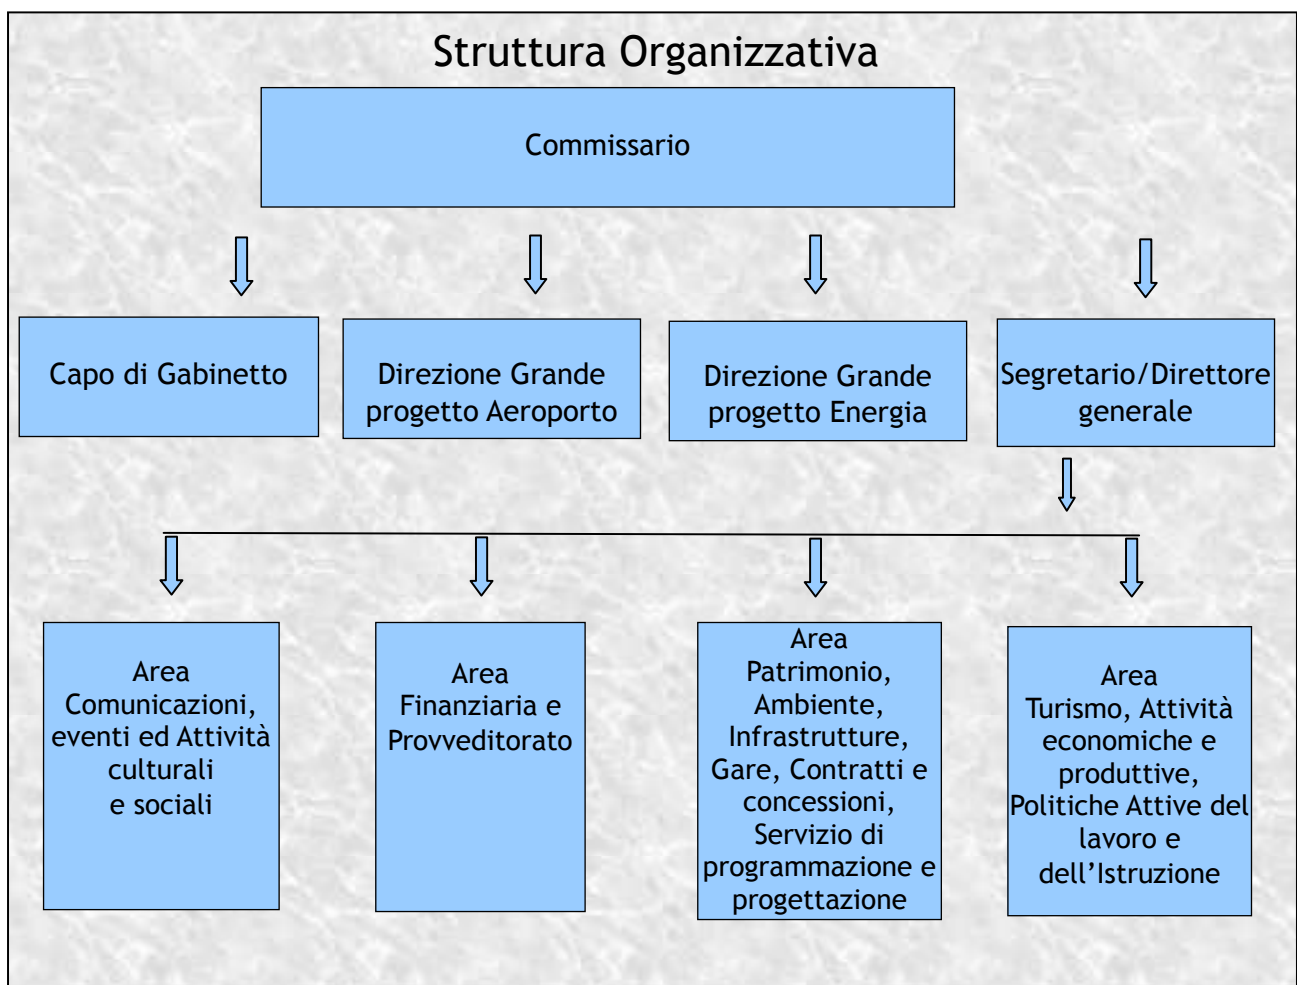 Struttura Organizzativa
Commissario
Capo di Gabinetto
Direzione Grande
progetto Aeroporto
Direzione Grande
progetto Energia
Segretario/Direttore
generale
Area
Comunicazioni,
eventi ed Attività
culturali
e sociali
Area
Finanziaria e
Provveditorato
Area
Patrimonio,
Ambiente,
Infrastrutture,
Gare, Contratti e
concessioni,
Servizio di
programmazione e
progettazione
Area
Turismo, Attività
economiche e
produttive,
Politiche Attive del
lavoro e
dell’Istruzione